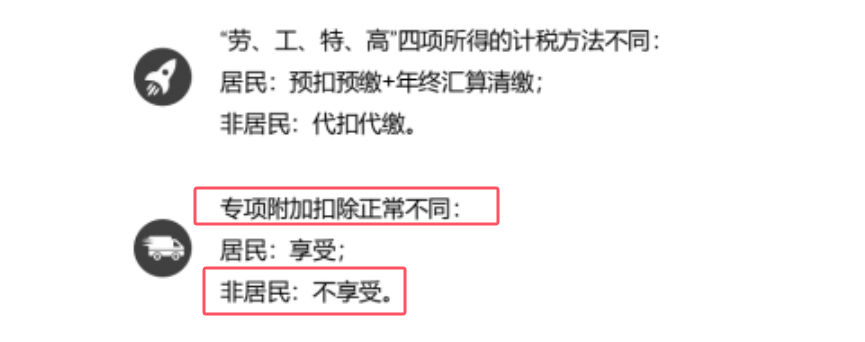 “劳、工、特、高”四项所得的计税方法不同：
居民：预扣预缴+年终汇算清缴；
非居民：代扣代缴。
专项附加扣除正常不同：
居民：享受；
非居民：不享受。